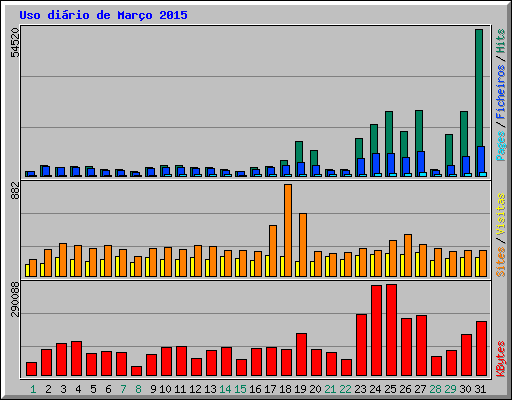 Uso diário de Março 2015
54520
Pages / Ficheiros / Hits
882
Sites / Visitas
290088
KBytes
1 2 3 4 5 6 7 8 9 10 11 12 13 14 15 16 17 18 19 20 21 22 23 24 25 26 27 28 29 30 31